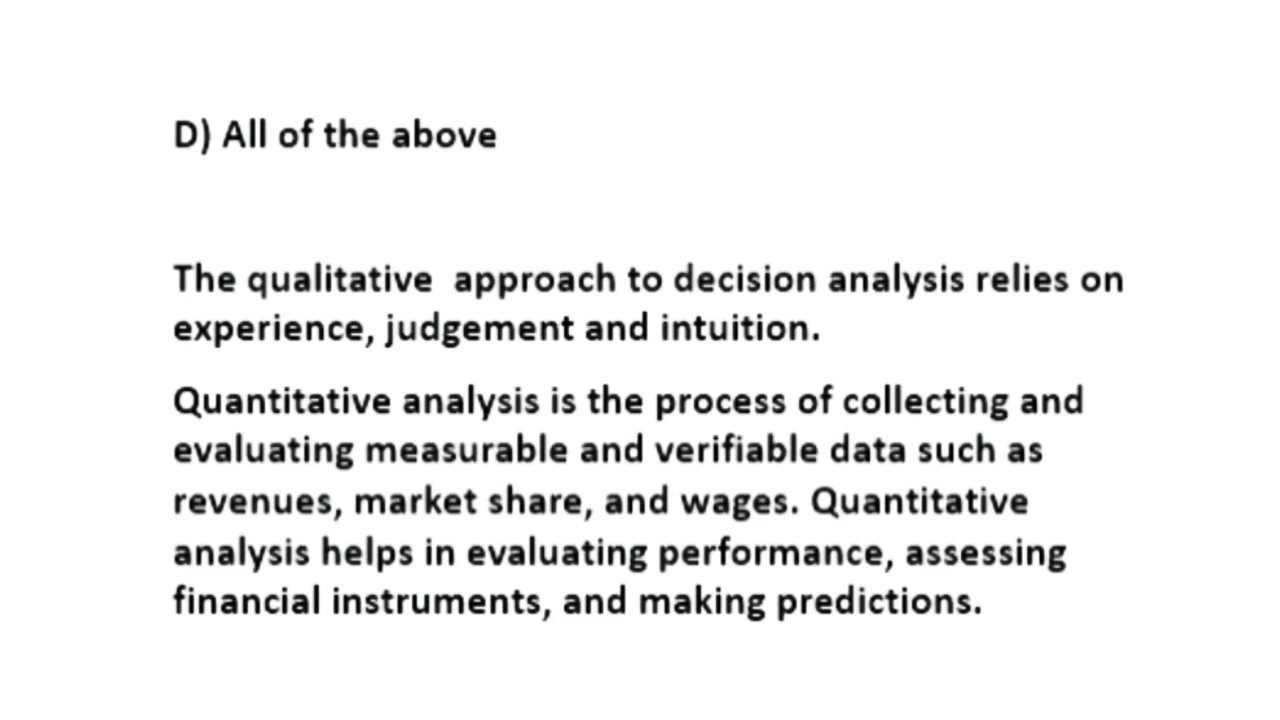 D) All of the above
The qualitative  approach to decision analysis relies on
experience, judgement and intuition.
Quantitative analysis is the process of collecting and
evaluating measurable and verifiable data such as
revenues, market share, and wages. Quantitative
analysis helps in evaluating performance, assessing
financial instruments, and making predictions.